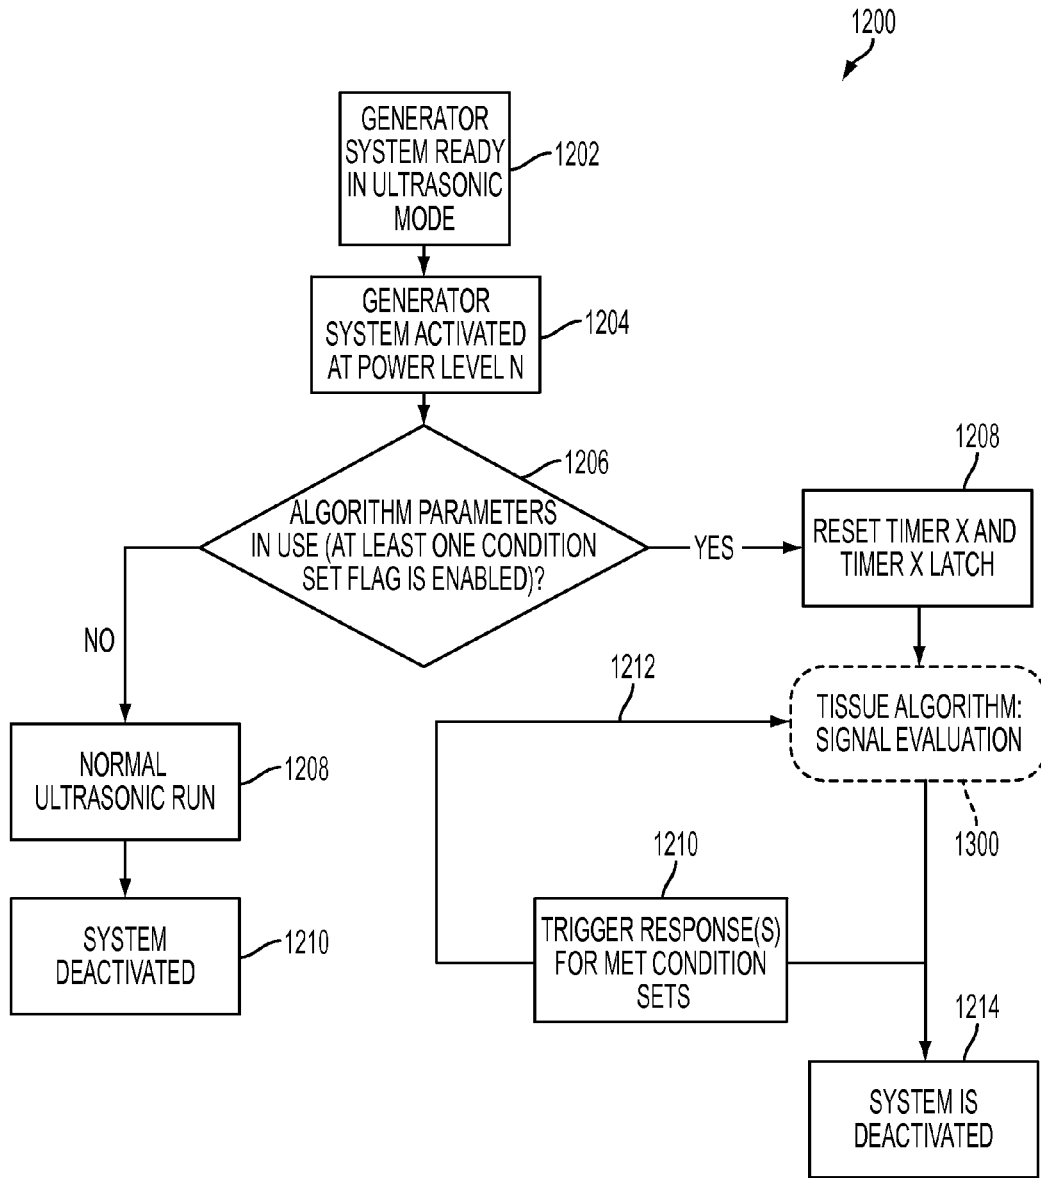 1200
GENERATOR
SYSTEM READY
IN ULTRASONIC
MODE
1202
GENERATOR
SYSTEM ACTIVATED
AT POWER LEVEL N
1204
ALGORITHM PARAMETERS
IN USE (AT LEAST ONE CONDITION
SET FLAG IS ENABLED)?
1206
YES
NO
1208
RESET TIMER X AND
TIMER X LATCH
1212
TISSUE ALGORITHM:
SIGNAL EVALUATION
1300
NORMAL
ULTRASONIC RUN
1208
SYSTEM
DEACTIVATED
1210
1210
TRIGGER RESPONSE(S)
FOR MET CONDITION
SETS
1214
SYSTEM IS
DEACTIVATED